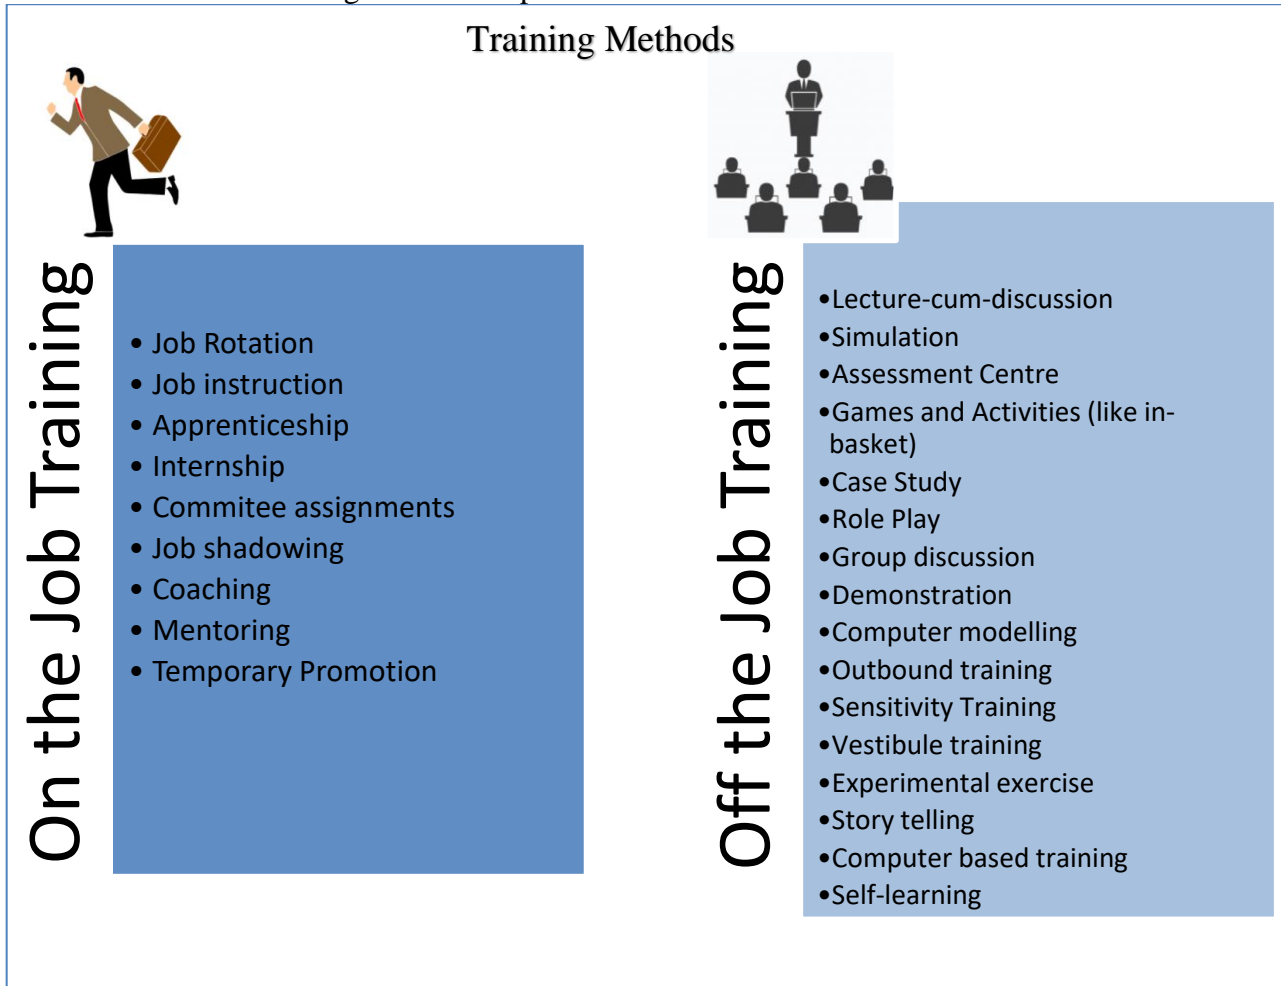 Training Methods
On the Job Training
• Job Rotation
• Job instruction
• Apprenticeship
• Internship
• Commitee assignments
• Job shadowing
• Coaching
• Mentoring
• Temporary Promotion
Off the Job Training
•Lecture-cum-discussion
•Simulation
•Assessment Centre
•Games and Activities (like in-
basket)
•Case Study
•Role Play
•Group discussion
•Demonstration
•Computer modelling
•Outbound training
•Sensitivity Training
•Vestibule training
•Experimental exercise
•Story telling
•Computer based training
•Self-learning